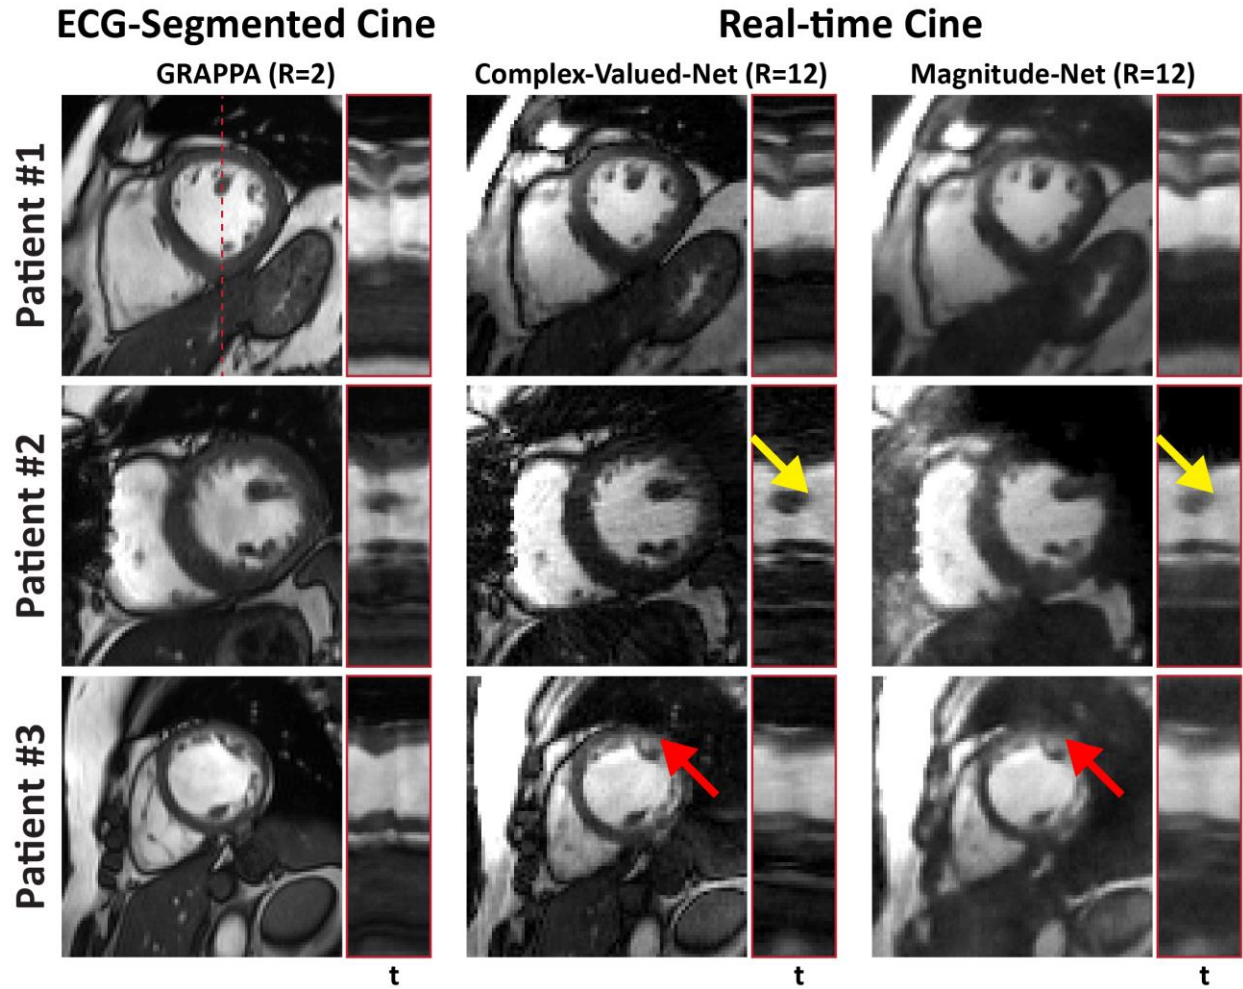 ECG-Segmented Cine
Real-time Cine
GRAPPA (R=2)
Complex-Valued-Net (R=12)
Magnitude-Net (R=12)
Patient #1
Patient #2
Patient #3
t
t
t